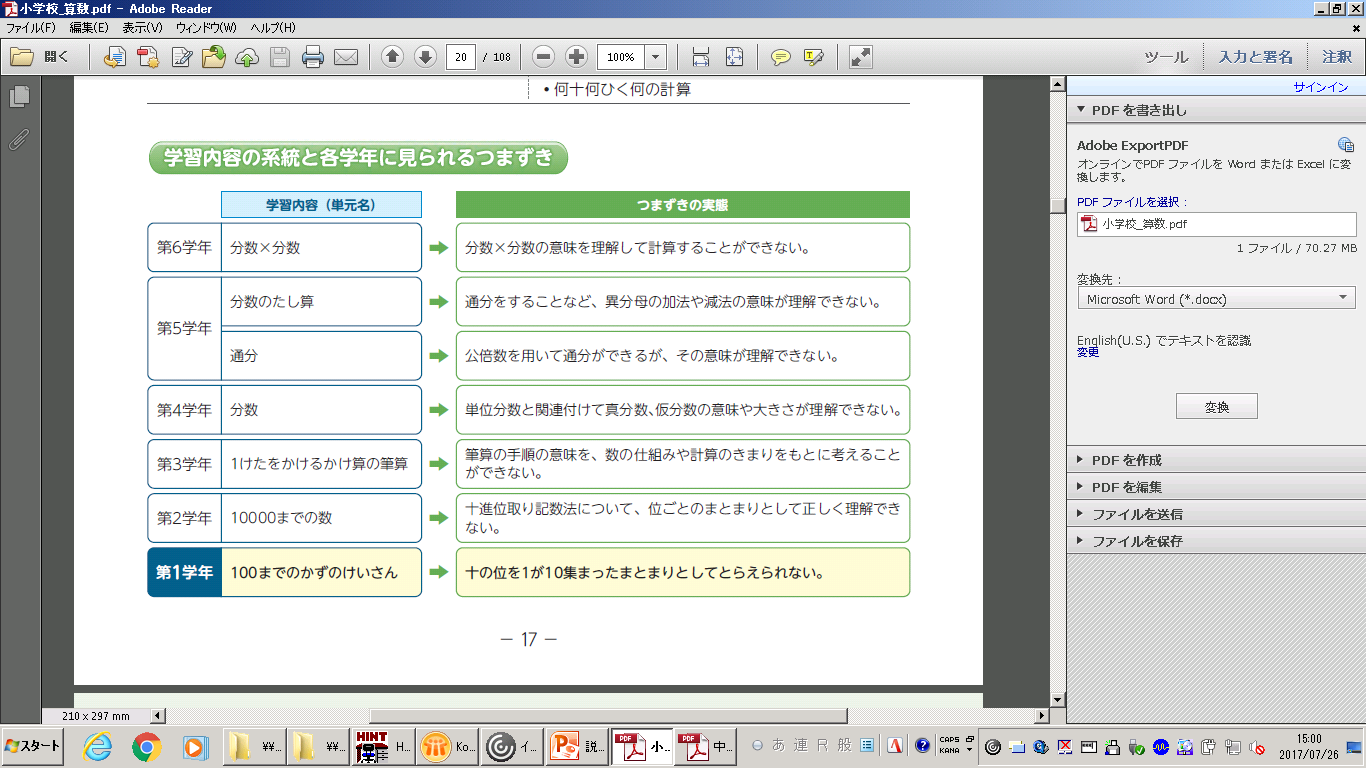 小学校_算数.pdf - Adobe Reader
ファイル(F) 編集(E) 表示(V) ウィンドウ(W) ヘルプ(H)
開く 20 / 108 100% ツール 入力と署名 注釈
• 何十何ひく何の計算
学習内容の系統と各学年に見られるつまずき
学習内容（単元名） つまずきの実態
第6学年 分数×分数 分数×分数の意味を理解して計算することができない。
第5学年
分数のたし算 通分をすることなど、異分母の加法や減法の意味が理解できない。
通分 公倍数を用いて通分ができるが、その意味が理解できない。
第4学年 分数 単位分数と関連付けて真分数、仮分数の意味や大きさが理解できない。
第3学年 1けたをかけるかけ算の筆算 筆算の手順の意味を、数の仕組みや計算のきまりをもとに考えること
ができない。
第2学年 10000までの数 十進位取り記数法について、位ごとのまとまりとして正しく理解でき
ない。
第1学年 100までのかずのけいさん 十の位を1が10集まったまとまりとしてとらえられない。
－ 17 －
210 x 297 mm
サインイン
PDF を書き出し
Adobe ExportPDF
オンラインでPDF ファイルを Word または Excel に変
換します。
PDF ファイルを選択 :
小学校_算数.pdf
1 ファイル / 70.27 MB
変換先 :
Microsoft Word (*.docx)
English(U.S.) でテキストを認識
変更
変換
PDF を作成
PDF を編集
ファイルを送信
ファイルを保存
スタート ¥¥... ¥¥... HINT H... Ko... イ... 説... 小... 中... あ 連 R 般 CAPS KANA
15:00
2017/07/26